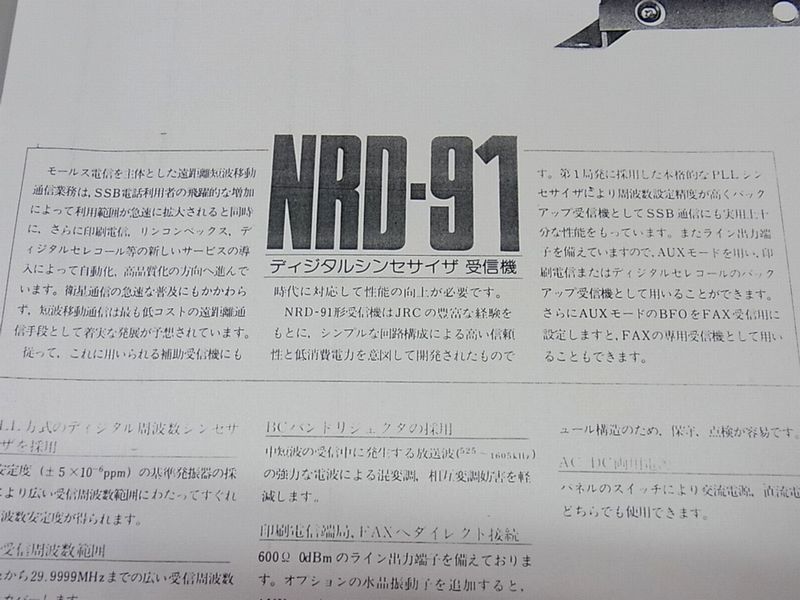 NRD-91
ディジタルシンセサイザ 受信機
モールス電信を主体とした遠距離短波移動
通信業務は、SSB電話利用者の飛躍的な増加
によって利用範囲が急速に拡大されると同時
に、さらに印刷電信，リンコンペックス，デ
ィジタルセレコール等の新しいサービスの導
入によって自動化，高品質化の方向へ進んで
います。衛星通信の急速な普及にもかかわら
ず，短波移動通信は最も低コストの遠距離通
信手段として着実な発展が予想されています。
従って，これに用いられる補助受信機にも
時代に対応して性能の向上が必要です。
NRD-91形受信機はJRCの豊富な経験を
もとに，シンプルな回路構成による高い信頼
性と低消費電力を意図して開発されたもので
す。第1局発に採用した本格的なPLLシン
セサイザにより周波数設定精度が高くバック
アップ受信機としてSSB通信にも実用上十
分な性能をもっています。またライン出力端子
を備えていますので，AUXモードを用い，印
刷電信またはディジタルセレコールのバック
アップ受信機として用いることができます。
さらにAUXモードのBFOをFAX受信用に
設定しますと，FAXの専用受信機として用い
ることもできます。
LL方式のディジタル周波数シンセサ
ザを採用
安定度（±5×10⁻⁶ppm）の基準発振器の採
により広い受信周波数範囲にわたってすぐれ
波数安定度が得られます。
受信周波数範囲
から29.9999MHzまでの広い受信周波数
バーします
BCバンドリジェクタの採用
中短波の受信中に発生する放送波(525～1605kHz)
の強力な電波による混変調，相互変調妨害を軽
減します。
印刷電信端局，FAXへダイレクト接続
600Ω 0dBmのライン出力端子を備えておりま
す。オプションの水晶振動子を追加すると，
ュール構造のため，保守，点検が容易です。
AC/DC両用電源
パネルのスイッチにより交流電源，直流電
どちらでも使用できます。